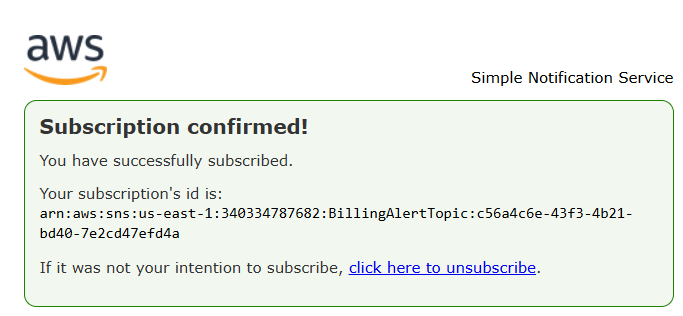 aws
Simple Notification Service
Subscription confirmed!
You have successfully subscribed.
Your subscription's id is:
arn:aws:sns:us-east-1:340334787682:BillingAlertTopic:c56a4c6e-43f3-4b21-
bd40-7e2cd47efd4a
If it was not your intention to subscribe, click here to unsubscribe.